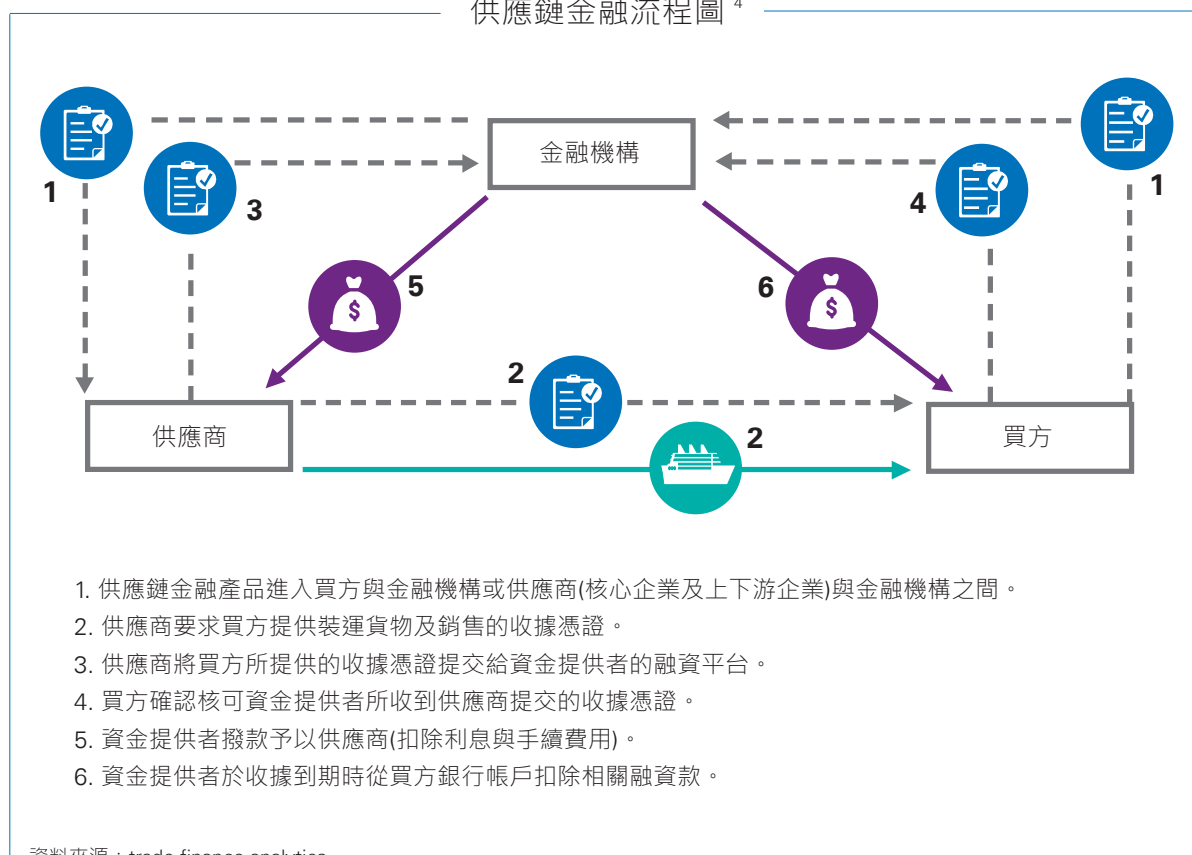 供應鏈金融流程圖 4
金融機構
1
3
4
1
5
6
2
供應商
2
買方
1. 供應鏈金融產品進入買方與金融機構或供應商(核心企業及上下游企業)與金融機構之間。
2. 供應商要求買方提供裝運貨物及銷售的收據憑證。
3. 供應商將買方所提供的收據憑證提交給資金提供者的融資平台。
4. 買方確認核可資金提供者所收到供應商提交的收據憑證。
5. 資金提供者撥款予以供應商(扣除利息與手續費用)。
6. 資金提供者於收據到期時從買方銀行帳戶扣除相關融資款。
資料來源：trade finance analytics